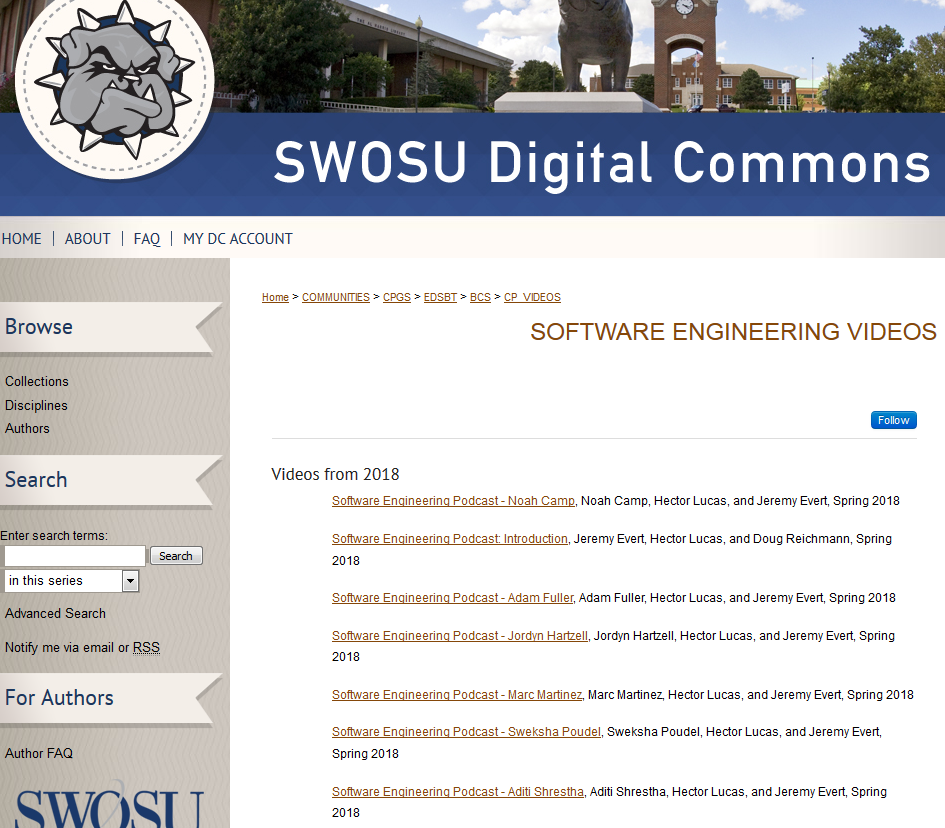 SWOSU Digital Commons
HOME | ABOUT | FAQ | MY DC ACCOUNT
Home > COMMUNITIES > CPGS > EDSBT > BCS > CP_VIDEOS
SOFTWARE ENGINEERING VIDEOS
Follow
Browse
Collections
Disciplines
Authors
Search
Enter search terms:
Search
in this series
Advanced Search
Notify me via email or RSS
For Authors
Author FAQ
SWOSU
Videos from 2018
Software Engineering Podcast - Noah Camp, Noah Camp, Hector Lucas, and Jeremy Evert, Spring 2018
Software Engineering Podcast: Introduction, Jeremy Evert, Hector Lucas, and Doug Reichmann, Spring
2018
Software Engineering Podcast - Adam Fuller, Adam Fuller, Hector Lucas, and Jeremy Evert, Spring 2018
Software Engineering Podcast - Jordyn Hartzell, Jordyn Hartzell, Hector Lucas, and Jeremy Evert, Spring
2018
Software Engineering Podcast - Marc Martinez, Marc Martinez, Hector Lucas, and Jeremy Evert, Spring 2018
Software Engineering Podcast - Sweksha Poudel, Sweksha Poudel, Hector Lucas, and Jeremy Evert,
Spring 2018
Software Engineering Podcast - Aditi Shrestha, Aditi Shrestha, Hector Lucas, and Jeremy Evert, Spring
2018